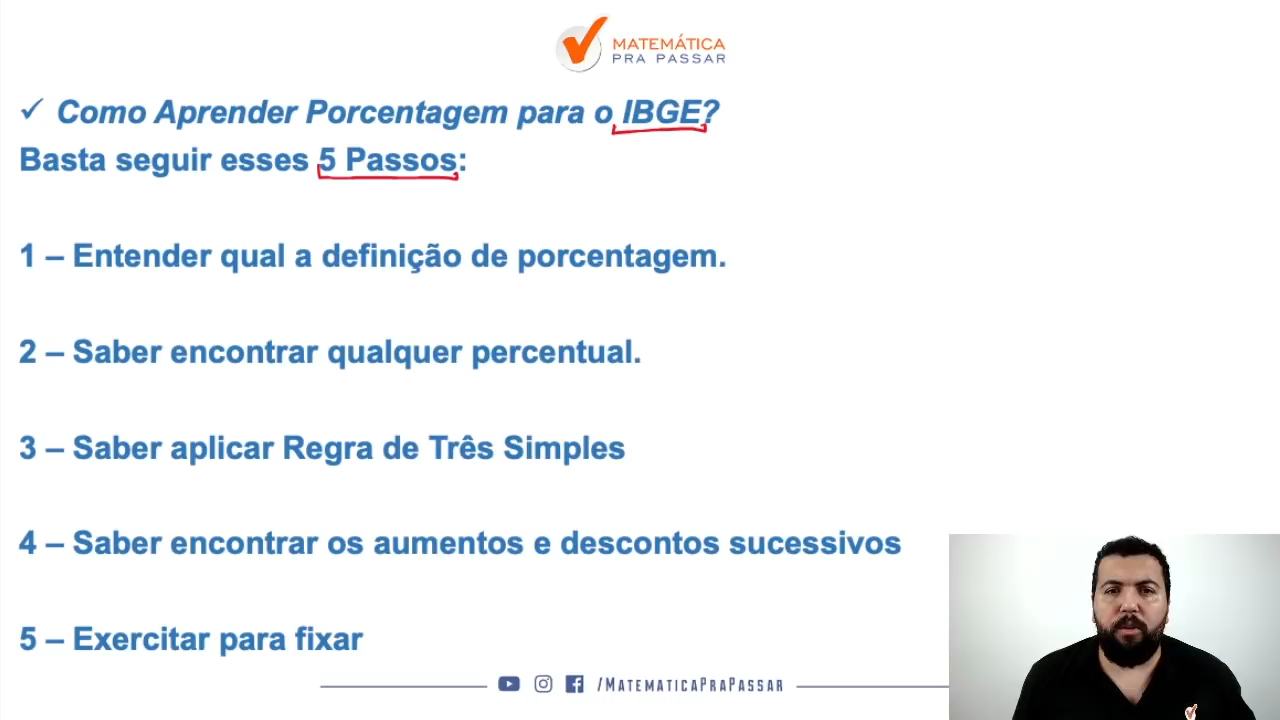 MATEMÁTICA
PRA PASSAR
✓ Como Aprender Porcentagem para o IBGE?
Basta seguir esses 5 Passos:
1 – Entender qual a definição de porcentagem.
2 – Saber encontrar qualquer percentual.
3 – Saber aplicar Regra de Três Simples
4 – Saber encontrar os aumentos e descontos sucessivos
5 – Exercitar para fixar
/MATEMATICAPRAPASSAR